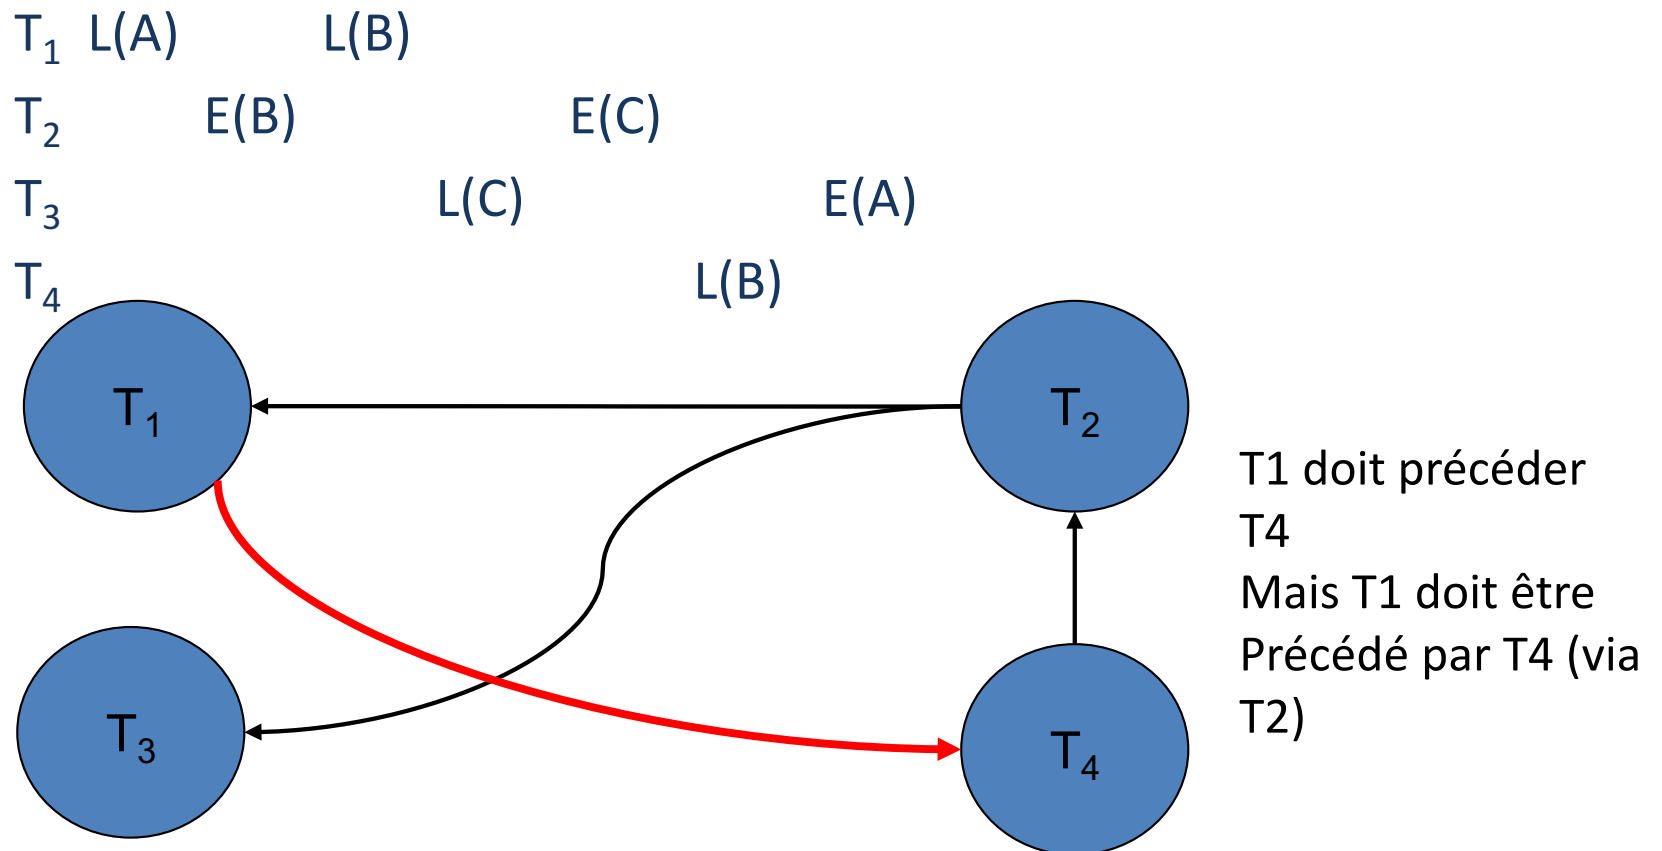 T₁ L(A) L(B)
T₂ E(B) E(C)
T₃ L(C) E(A)
T₄ L(B)
T₁
T₂
T₃
T₄
T1 doit précéder
T4
Mais T1 doit être
Précédé par T4 (via
T2)